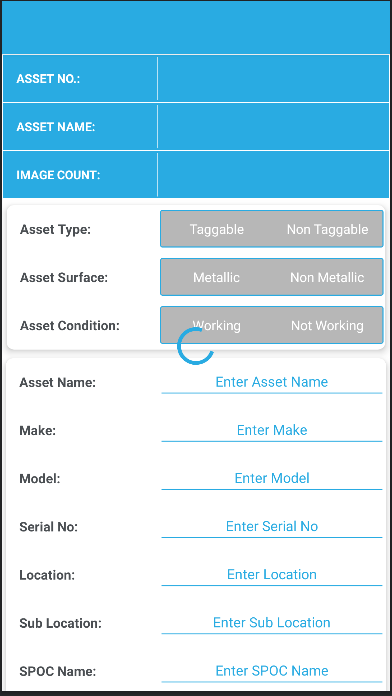 ASSET NO.:
ASSET NAME:
IMAGE COUNT:
Asset Type: Taggable Non Taggable
Asset Surface: Metallic Non Metallic
Asset Condition: Working Not Working
Asset Name: Enter Asset Name
Make: Enter Make
Model: Enter Model
Serial No: Enter Serial No
Location: Enter Location
Sub Location: Enter Sub Location
SPOC Name: Enter SPOC Name